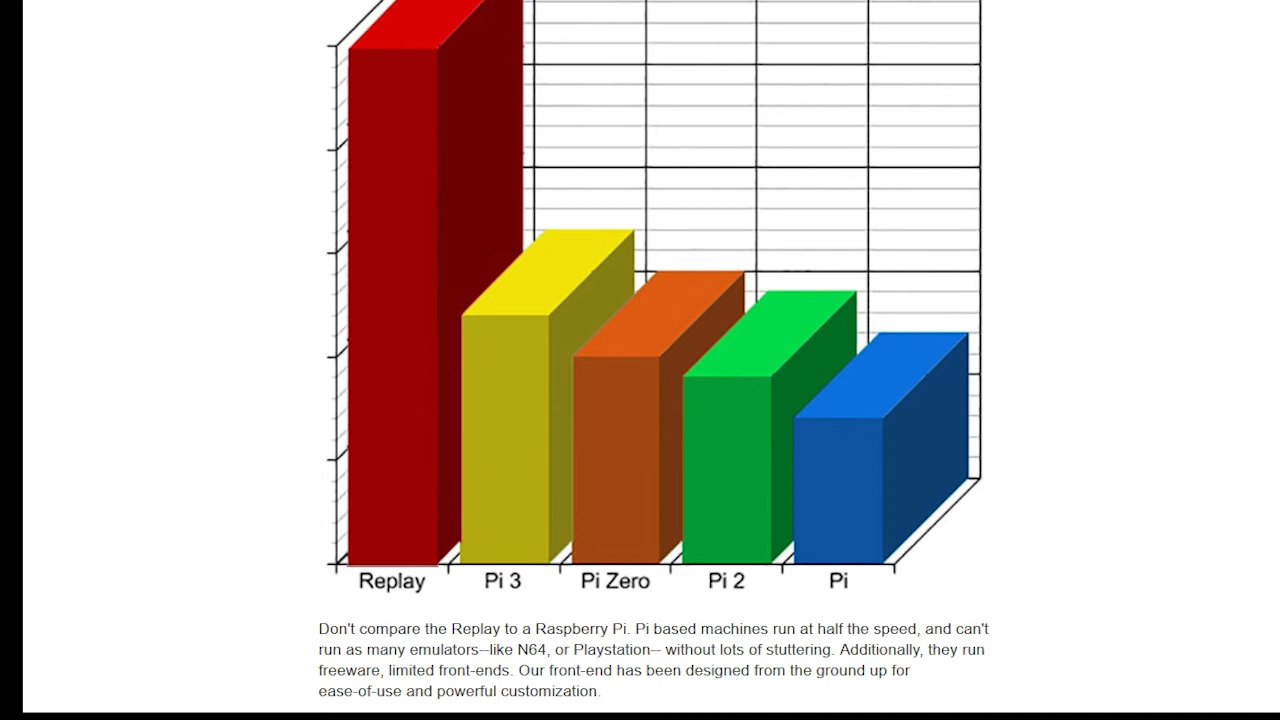 Replay Pi 3 Pi Zero Pi 2 Pi
Don't compare the Replay to a Raspberry Pi. Pi based machines run at half the speed, and can't
run as many emulators--like N64, or Playstation-- without lots of stuttering. Additionally, they run
freeware, limited front-ends. Our front-end has been designed from the ground up for
ease-of-use and powerful customization.